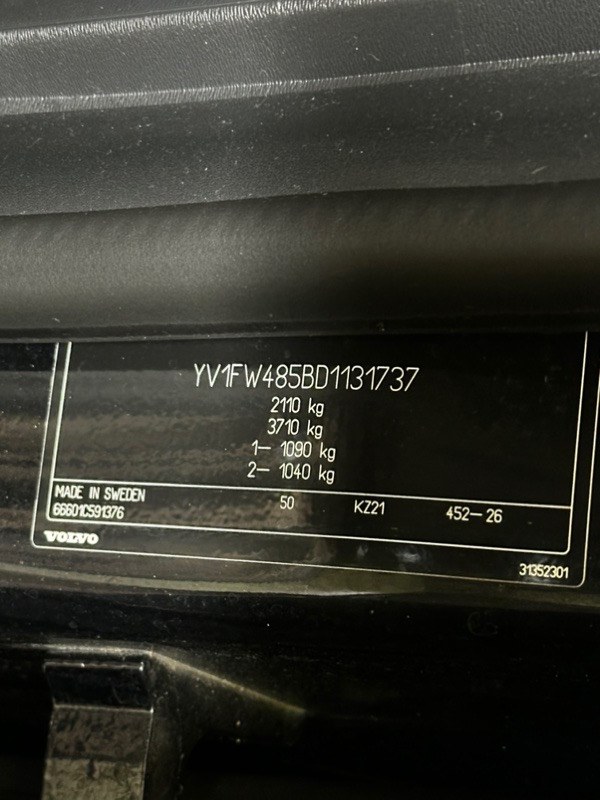 YV1FW485BD1131737
2110 kg
3710 kg
1– 1090 kg
2– 1040 kg
MADE IN SWEDEN
66601C591376
50 KZ21 452–26
VOLVO
31352301